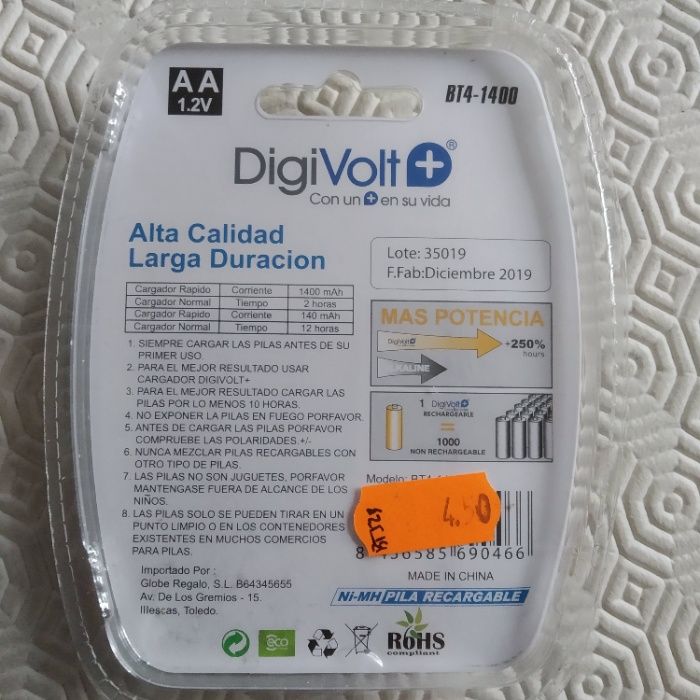 AA
1.2V
BT4-1400
DigiVolt+®
Con un + en su vida
Alta Calidad
Larga Duracion
Lote: 35019
F.Fab:Diciembre 2019
Cargador Rapido Corriente 1400 mAh
Cargador Normal Tiempo 2 horas
Cargador Rapido Corriente 140 mAh
Cargador Normal Tiempo 12 horas
MAS POTENCIA
DigiVolt+
+250%
hours
ALKALINE
1. SIEMPRE CARGAR LAS PILAS ANTES DE SU
PRIMER USO.
2. PARA EL MEJOR RESULTADO USAR
CARGADOR DIGIVOLT+
3. PARA EL MEJOR RESULTADO CARGAR LAS
PILAS POR LO MENOS 10 HORAS.
4. NO EXPONER LA PILAS EN FUEGO PORFAVOR.
5. ANTES DE CARGAR LAS PILAS PORFAVOR
COMPRUEBE LAS POLARIDADES.+/-
6. NUNCA MEZCLAR PILAS RECARGABLES CON
OTRO TIPO DE PILAS.
7. LAS PILAS NO SON JUGUETES, PORFAVOR
MANTENGASE FUERA DE ALCANCE DE LOS
NIÑOS.
8. LAS PILAS SOLO SE PUEDEN TIRAR EN UN
PUNTO LIMPIO O EN LOS CONTENEDORES
EXISTENTES EN MUCHOS COMERCIOS
PARA PILAS.
1 DigiVolt+
RECHARGEABLE
=
1000
NON RECHARGEABLE
Modelo:
4.50
690466
MADE IN CHINA
Ni-MH PILA RECARGABLE
Importado Por :
Globe Regalo, S.L. B64345655
Av. De Los Gremios - 15.
Illescas, Toledo.
eco
RoHS
compliant